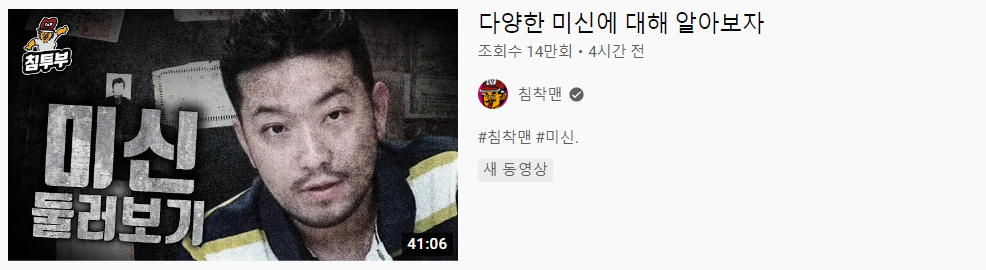 침투부
미신
둘러보기
41:06
다양한 미신에 대해 알아보자
조회수 14만회 • 4시간 전
침착맨
#침착맨 #미신.
새 동영상